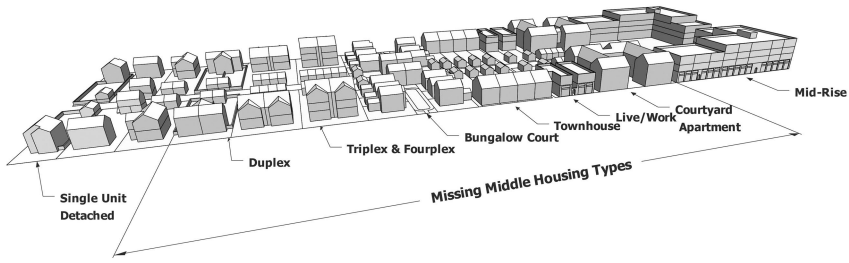 Single Unit
Detached
Duplex
Triplex & Fourplex
Bungalow Court
Townhouse
Live/Work
Courtyard
Apartment
Mid-Rise
Missing Middle Housing Types